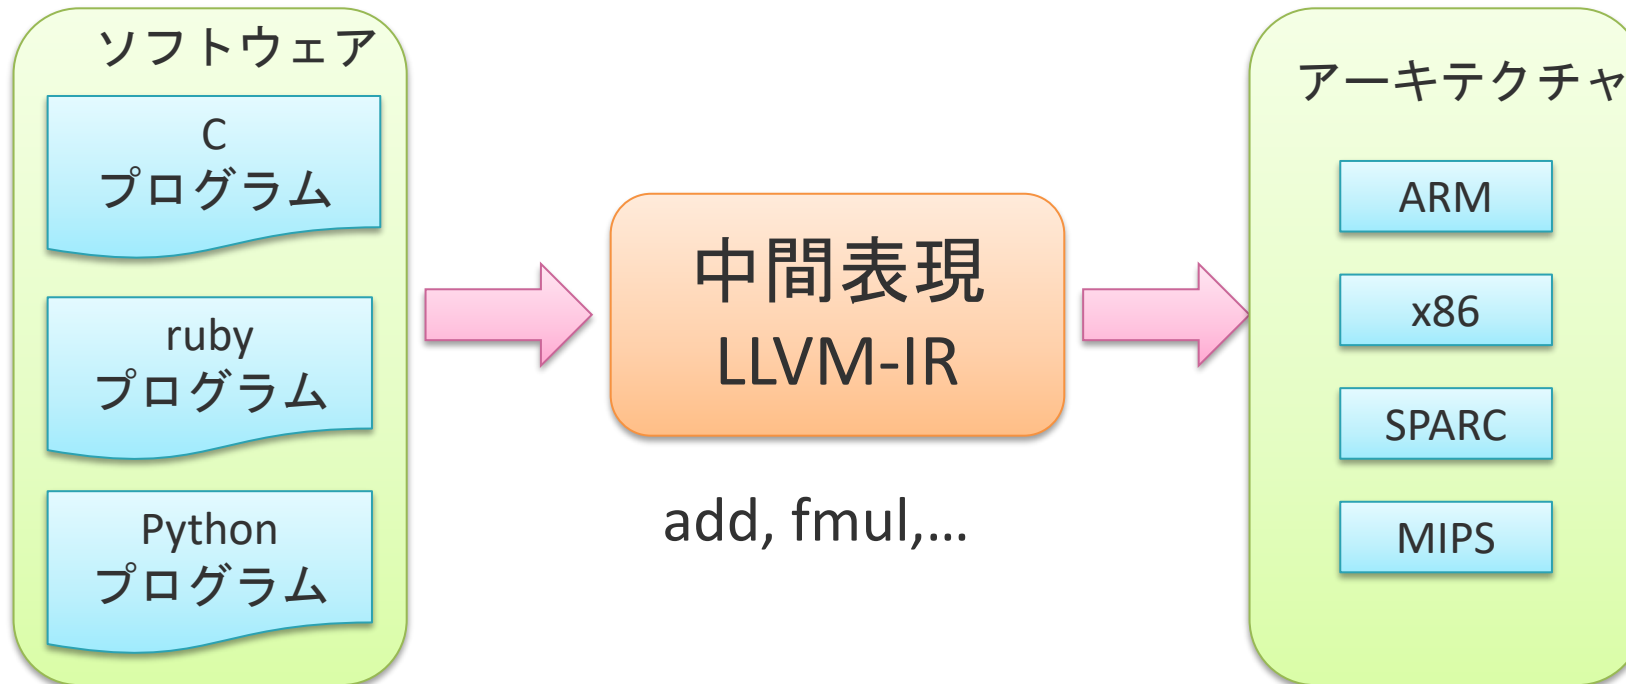 ソフトウェア
C
プログラム
ruby
プログラム
Python
プログラム
中間表現
LLVM-IR
add, fmul,…
アーキテクチャ
ARM
x86
SPARC
MIPS